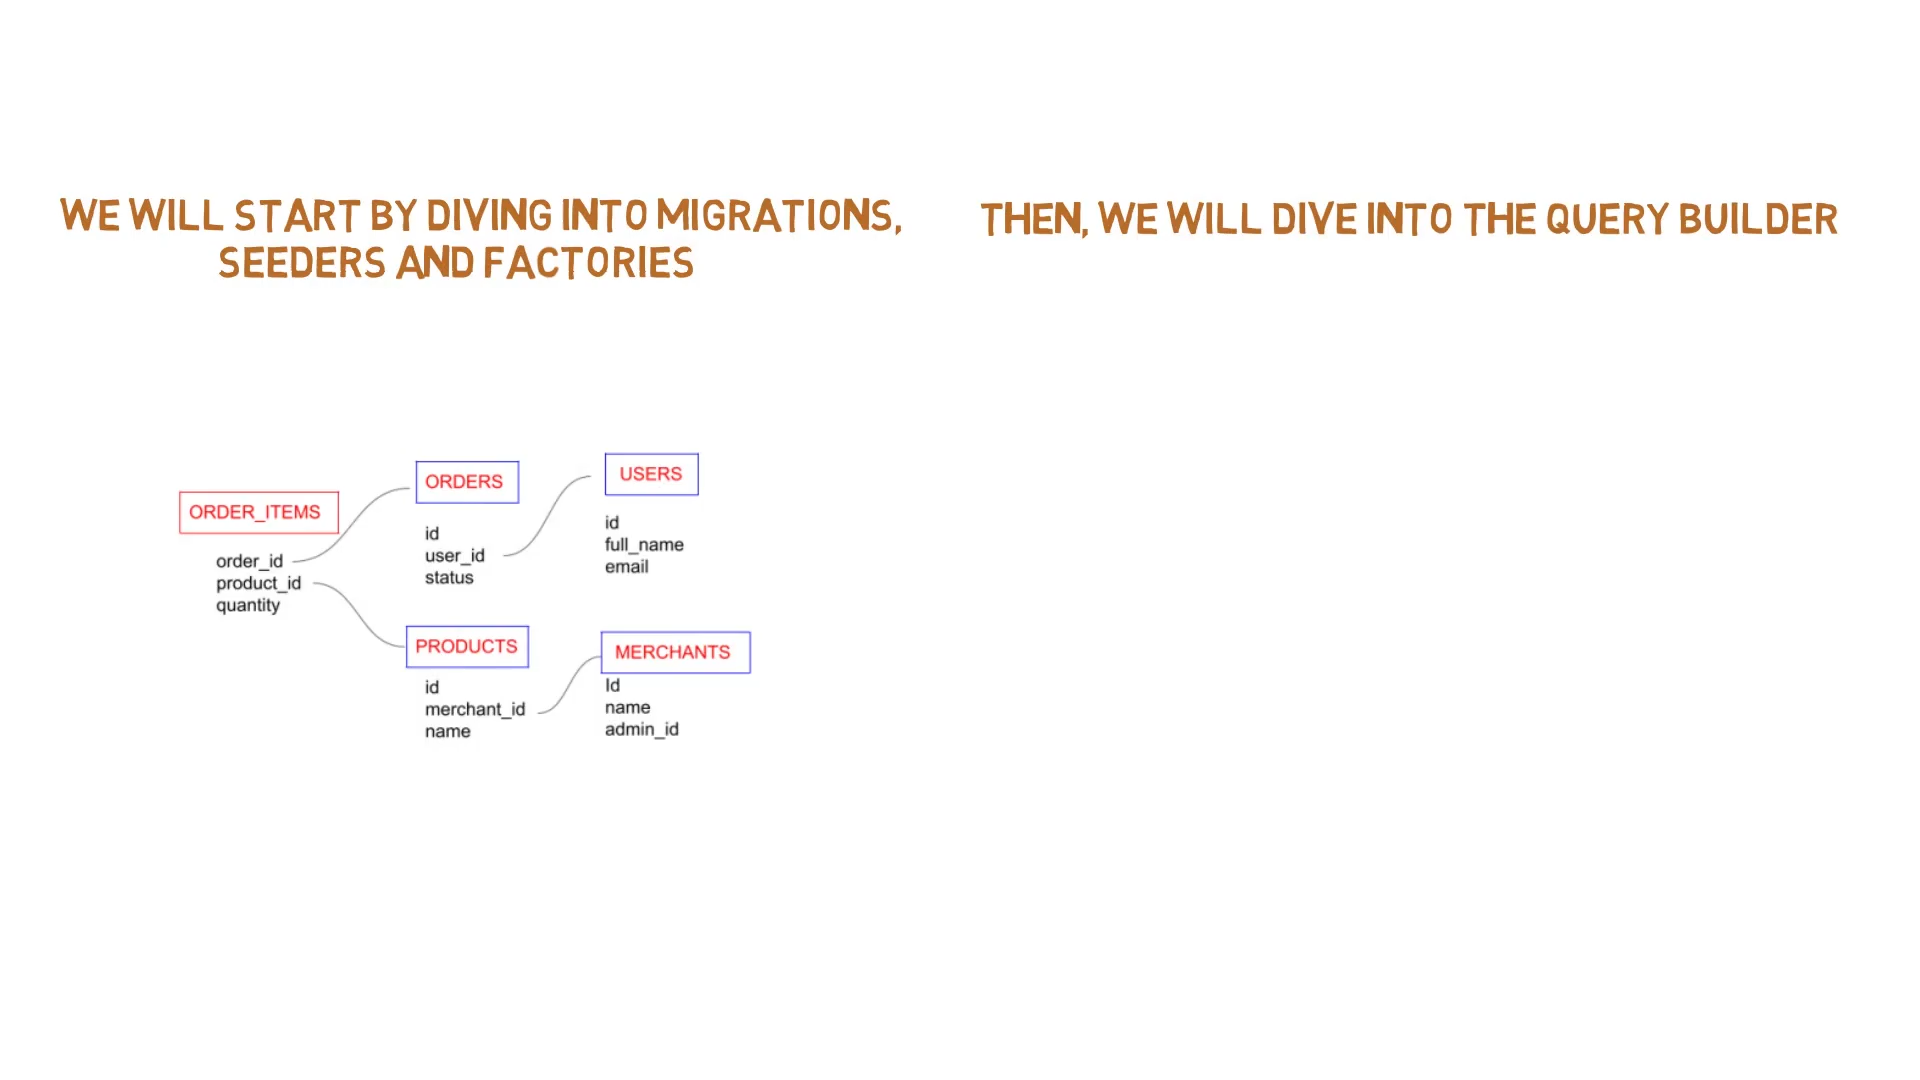 WE WILL START BY DIVING INTO MIGRATIONS,
SEEDERS AND FACTORIES
THEN, WE WILL DIVE INTO THE QUERY BUILDER
ORDER_ITEMS
order_id
product_id
quantity
ORDERS
id
user_id
status
USERS
id
full_name
email
PRODUCTS
id
merchant_id
name
MERCHANTS
Id
name
admin_id